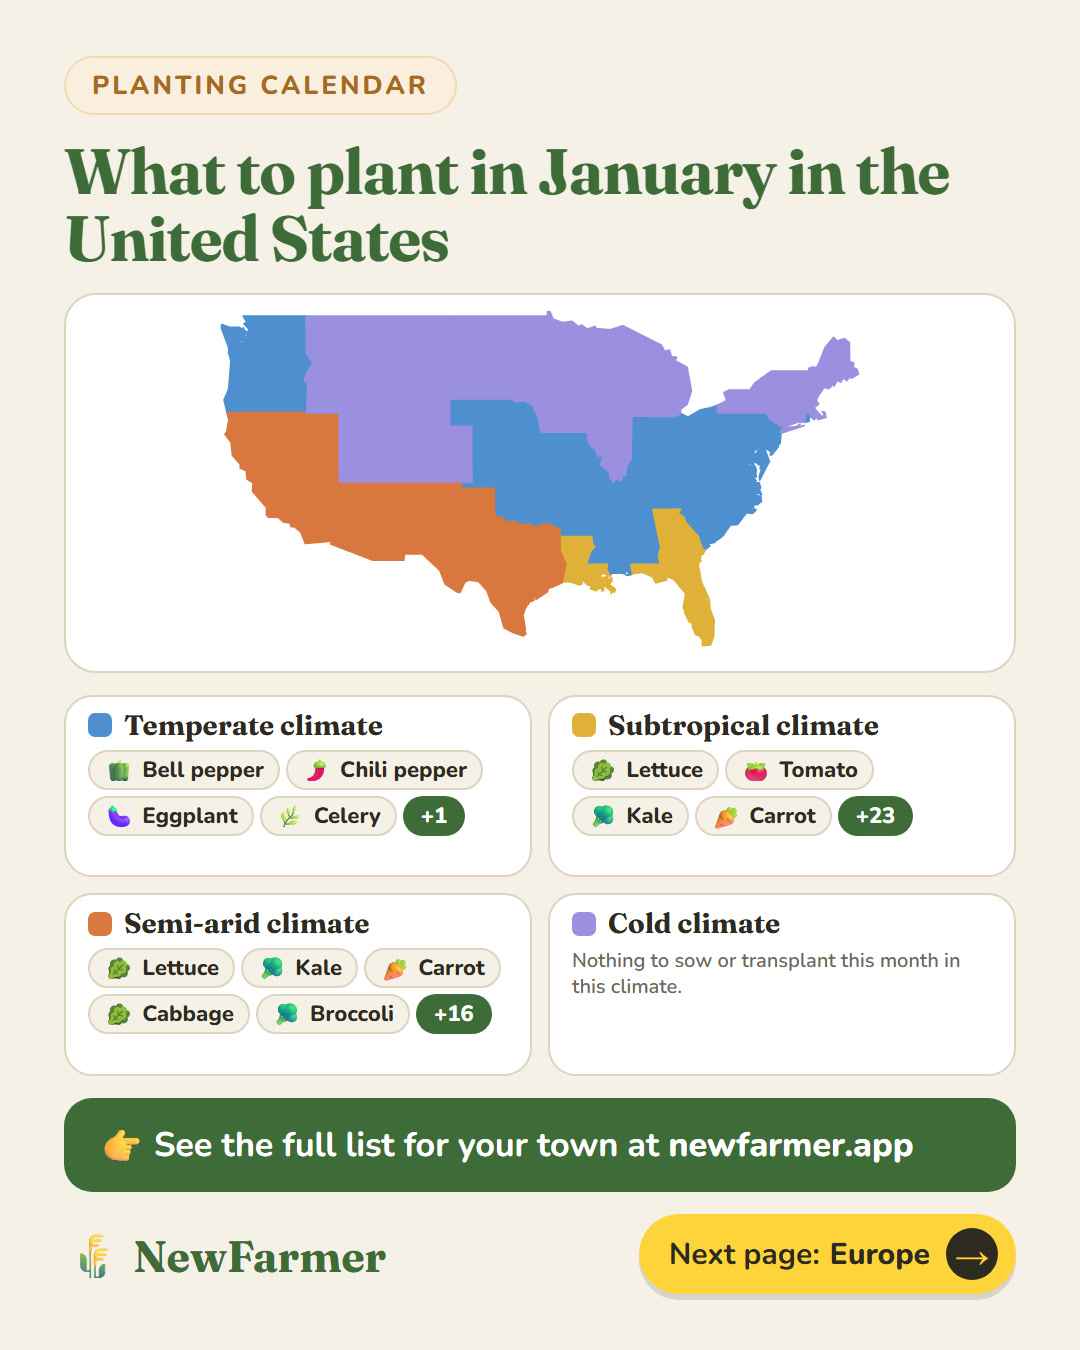 PLANTING CALENDAR
What to plant in January in the
United States
Temperate climate
Bell pepper
Chili pepper
Eggplant
Celery
+1
Subtropical climate
Lettuce
Tomato
Kale
Carrot
+23
Semi-arid climate
Lettuce
Kale
Carrot
Cabbage
Broccoli
+16
Cold climate
Nothing to sow or transplant this month in
this climate.
See the full list for your town at newfarmer.app
NewFarmer
Next page: Europe →